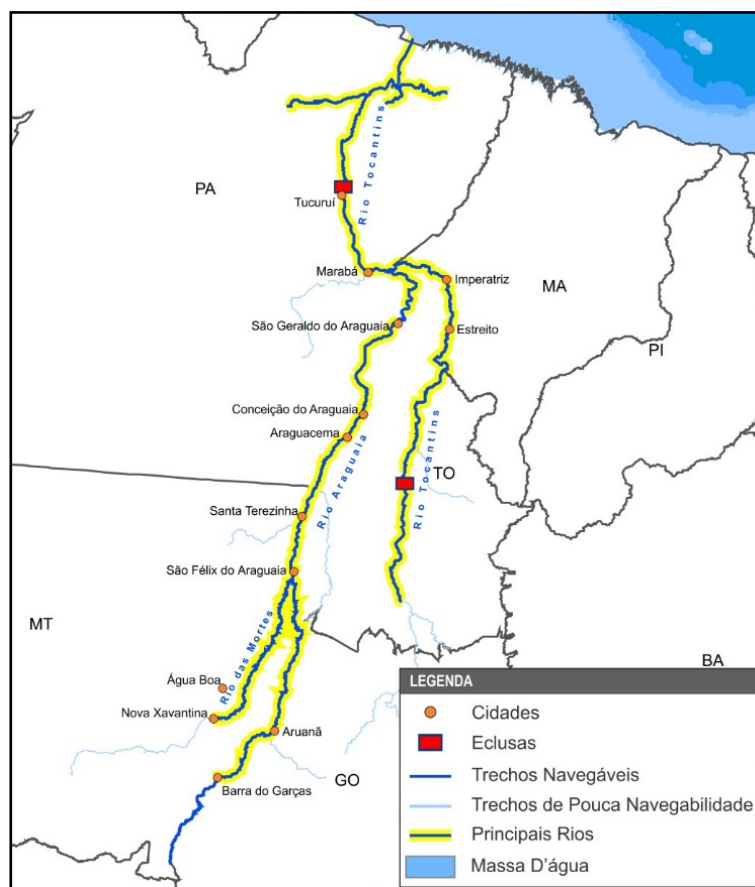 Rio Tocantins
PA
Tucuruí
Marabá
Imperatriz
MA
São Geraldo do Araguaia
Estreito
PI
Conceição do Araguaia
Araguacema
Rio Araguaia
TO
Rio Tocantins
Santa Terezinha
São Félix do Araguaia
MT
Rio das Mortes
Água Boa
Nova Xavantina
Aruanã
GO
Barra do Garças
BA
LEGENDA
Cidades
Eclusas
Trechos Navegáveis
Trechos de Pouca Navegabilidade
Principais Rios
Massa D'água